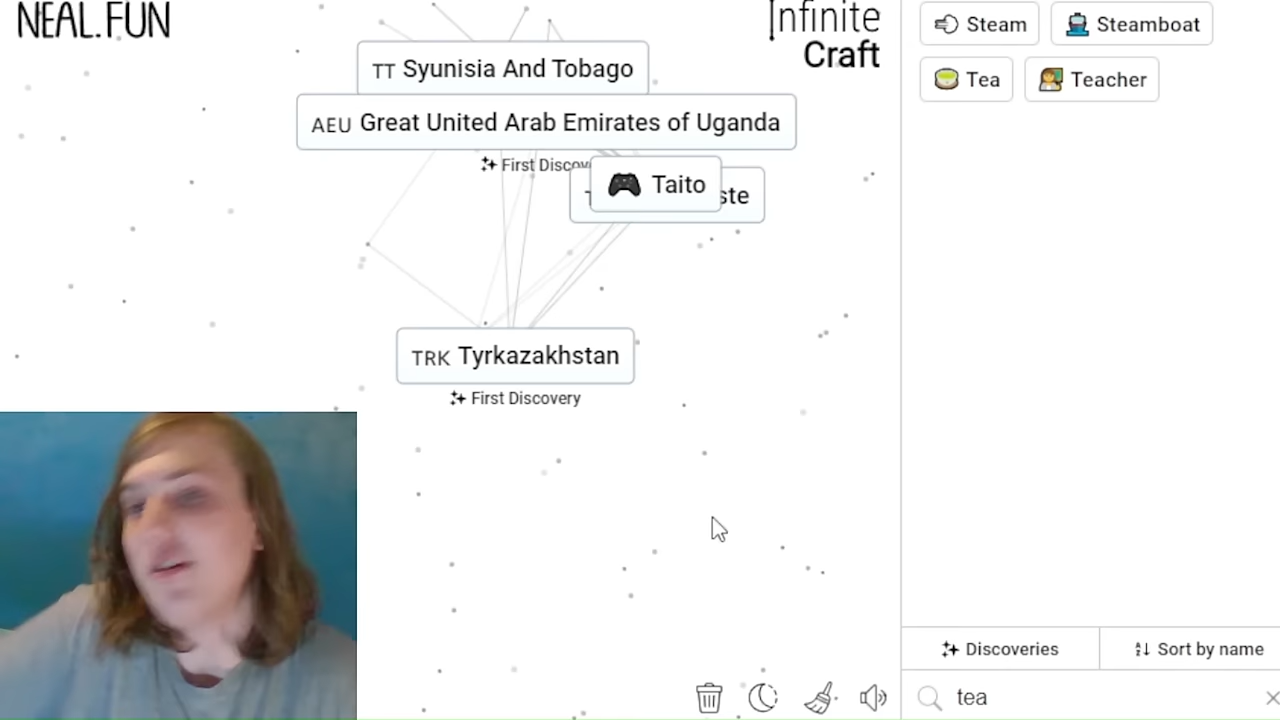 NEAL.FUN
Infinite
Craft
TT Syunisia And Tobago
AEU Great United Arab Emirates of Uganda
First Discov
Taito
ste
TRK Tyrkazakhstan
First Discovery
Steam
Steamboat
Tea
Teacher
Discoveries
Sort by name
tea